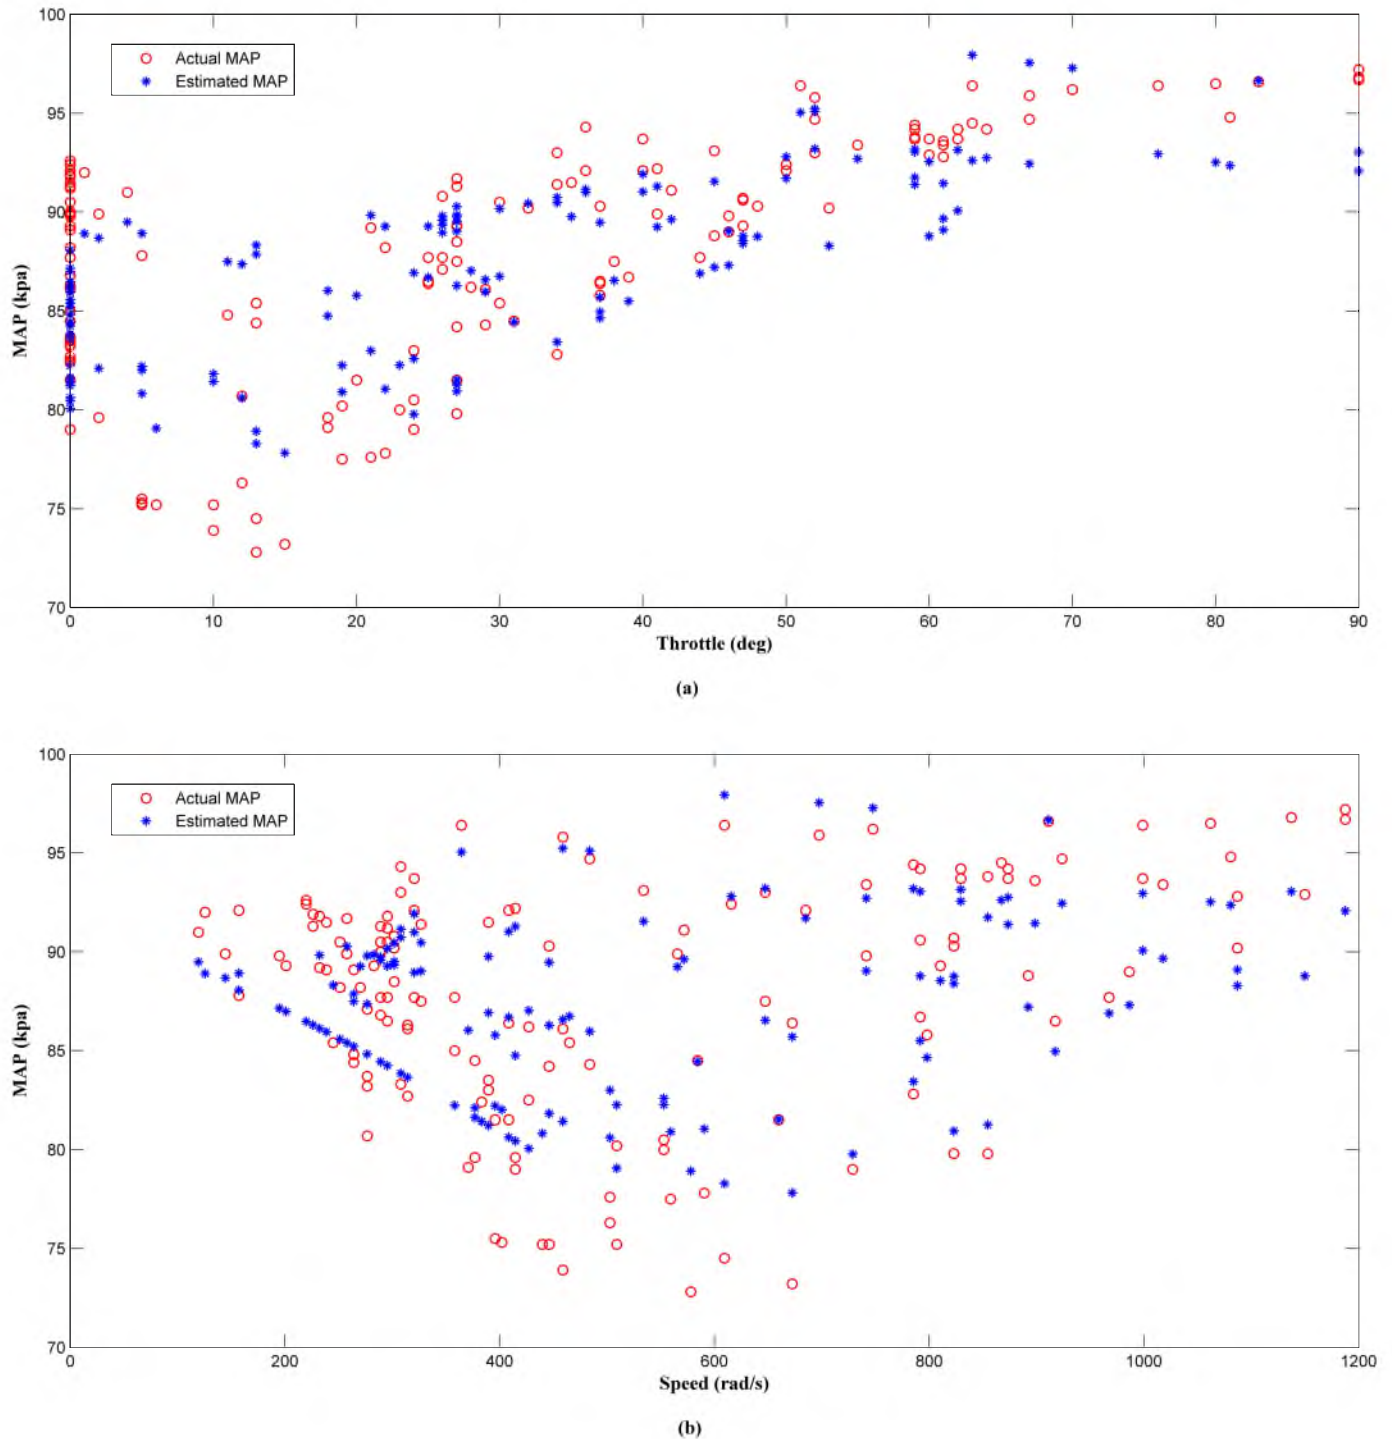 100
95
90
85
80
75
70
MAP (kpa)
Actual MAP
Estimated MAP
0 10 20 30 40 50 60 70 80 90
Throttle (deg)
(a)
100
95
90
85
80
75
70
MAP (kpa)
Actual MAP
Estimated MAP
0 200 400 600 800 1000 1200
Speed (rad/s)
(b)